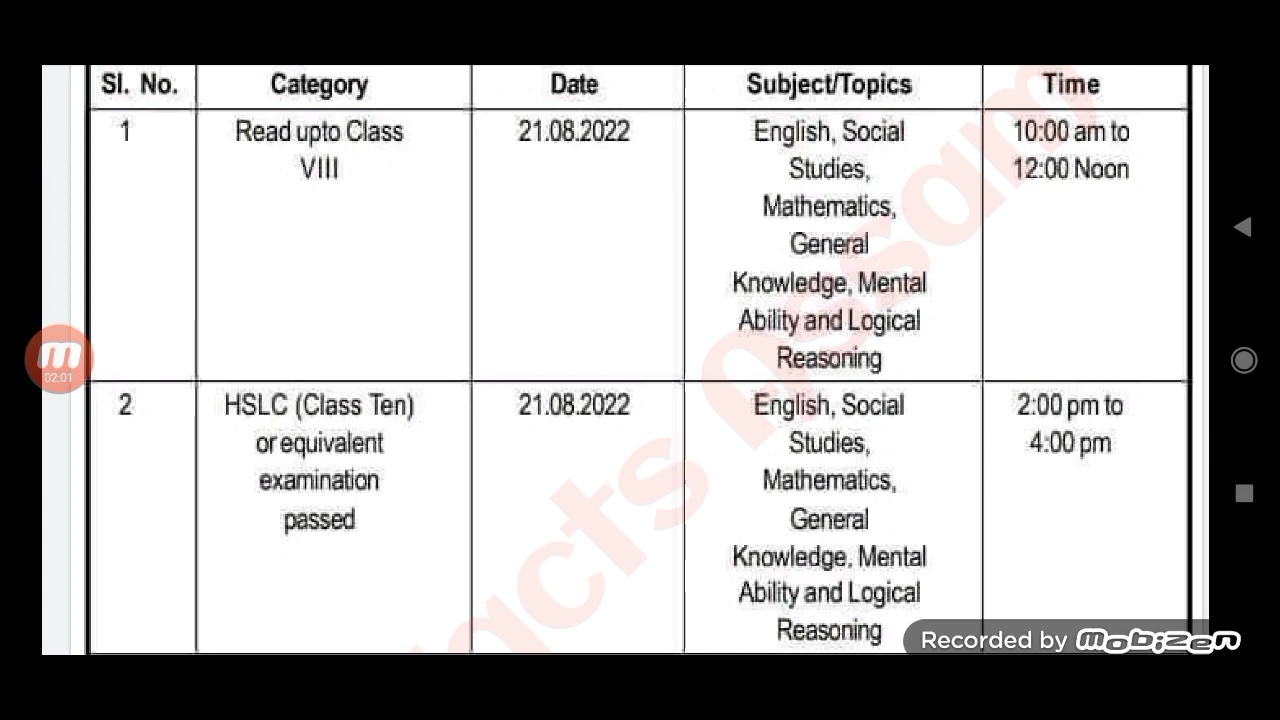 Sl. No. Category Date Subject/Topics Time
1 Read upto Class 21.08.2022 English, Social 10:00 am to
VIII Studies, 12:00 Noon
Mathematics,
General
Knowledge, Mental
Ability and Logical
Reasoning
2 HSLC (Class Ten) 21.08.2022 English, Social 2:00 pm to
or equivalent Studies, 4:00 pm
examination Mathematics,
passed General
Knowledge, Mental
Ability and Logical
Reasoning
02:01
Recorded by mobizen